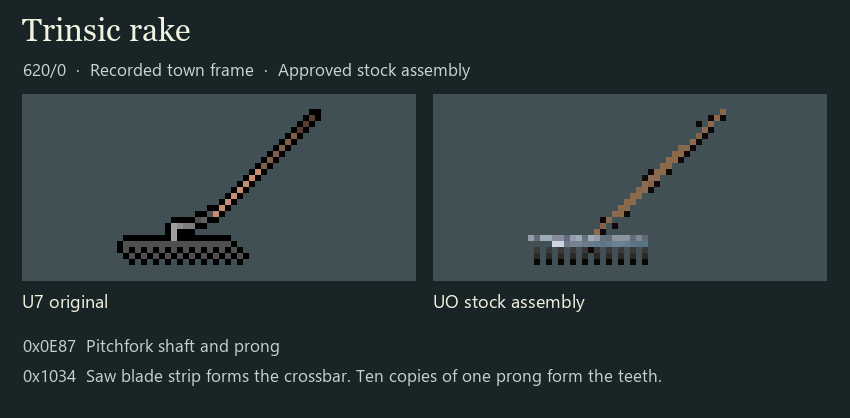 Trinsic rake
620/0 · Recorded town frame · Approved stock assembly
U7 original
UO stock assembly
0x0E87 Pitchfork shaft and prong
0x1034 Saw blade strip forms the crossbar. Ten copies of one prong form the teeth.